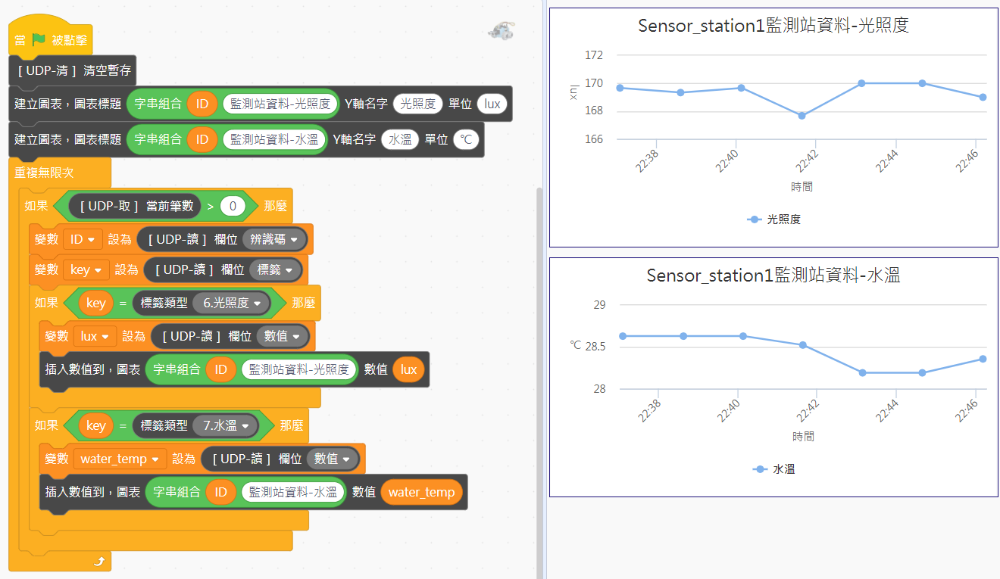 當 被點擊
[ UDP-清 ] 清空暫存
建立圖表，圖表標題 字串組合 ID 監測站資料-光照度 Y軸名字 光照度 單位 lux
建立圖表，圖表標題 字串組合 ID 監測站資料-水溫 Y軸名字 水溫 單位 ℃
重複無限次
如果 [ UDP-取 ] 當前筆數 > 0 那麼
變數 ID 設為 [ UDP-讀 ] 欄位 辨識碼
變數 key 設為 [ UDP-讀 ] 欄位 標籤
如果 key = 標籤類型 6.光照度 那麼
變數 lux 設為 [ UDP-讀 ] 欄位 數值
插入數值到，圖表 字串組合 ID 監測站資料-光照度 數值 lux
如果 key = 標籤類型 7.水溫 那麼
變數 water_temp 設為 [ UDP-讀 ] 欄位 數值
插入數值到，圖表 字串組合 ID 監測站資料-水溫 數值 water_temp
Sensor_station1監測站資料-光照度
172
170
168
166
lux
22:38
22:40
22:42
22:44
22:46
時間
光照度
Sensor_station1監測站資料-水溫
29
28.5
28
℃
22:38
22:40
22:42
22:44
22:46
時間
水溫